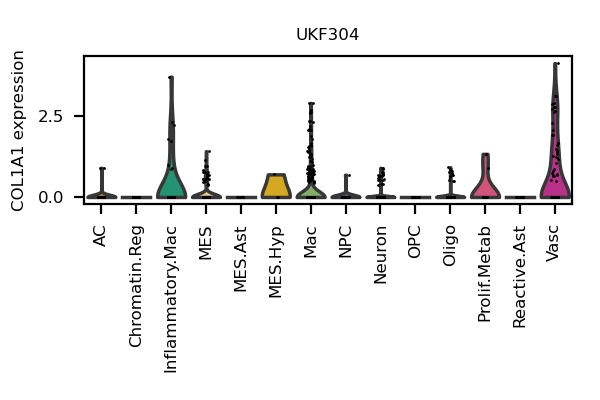 UKF304
COL1A1 expression
2.5
0.0
AC
Chromatin.Reg
Inflammatory.Mac
MES
MES.Ast
MES.Hyp
Mac
NPC
Neuron
OPC
Oligo
Prolif.Metab
Reactive.Ast
Vasc